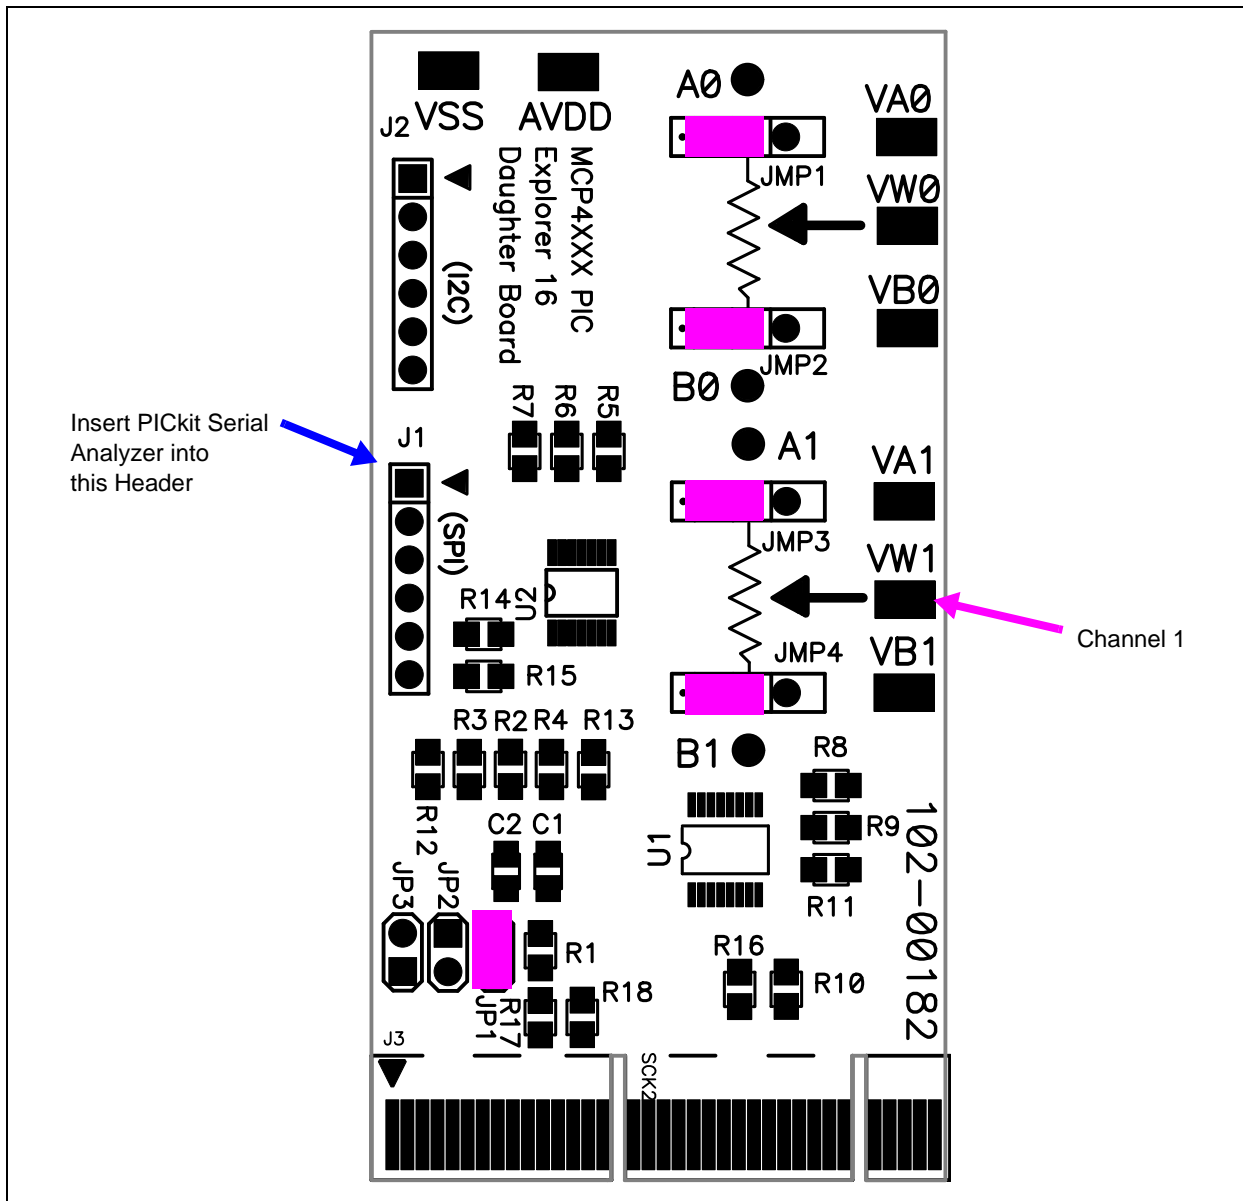 A0
VA0
VSS AVDD
J2
JMP1
MCP4XXX PIC
Explorer 16
Daughter Board
VW0
(I2C)
VB0
JMP2
B0
R7 R6 R5
Insert PICkit Serial
Analyzer into
this Header
J1
A1
VA1
(SPI)
JMP3
VW1
R14
U2
Channel 1
JMP4
VB1
R15
R3 R2 R4 R13
B1
R8
R12
C2 C1
U1
R9
102-00182
JP3 JP2
R11
R1
R16
R10
JP1
R17
R18
J3
SCK2